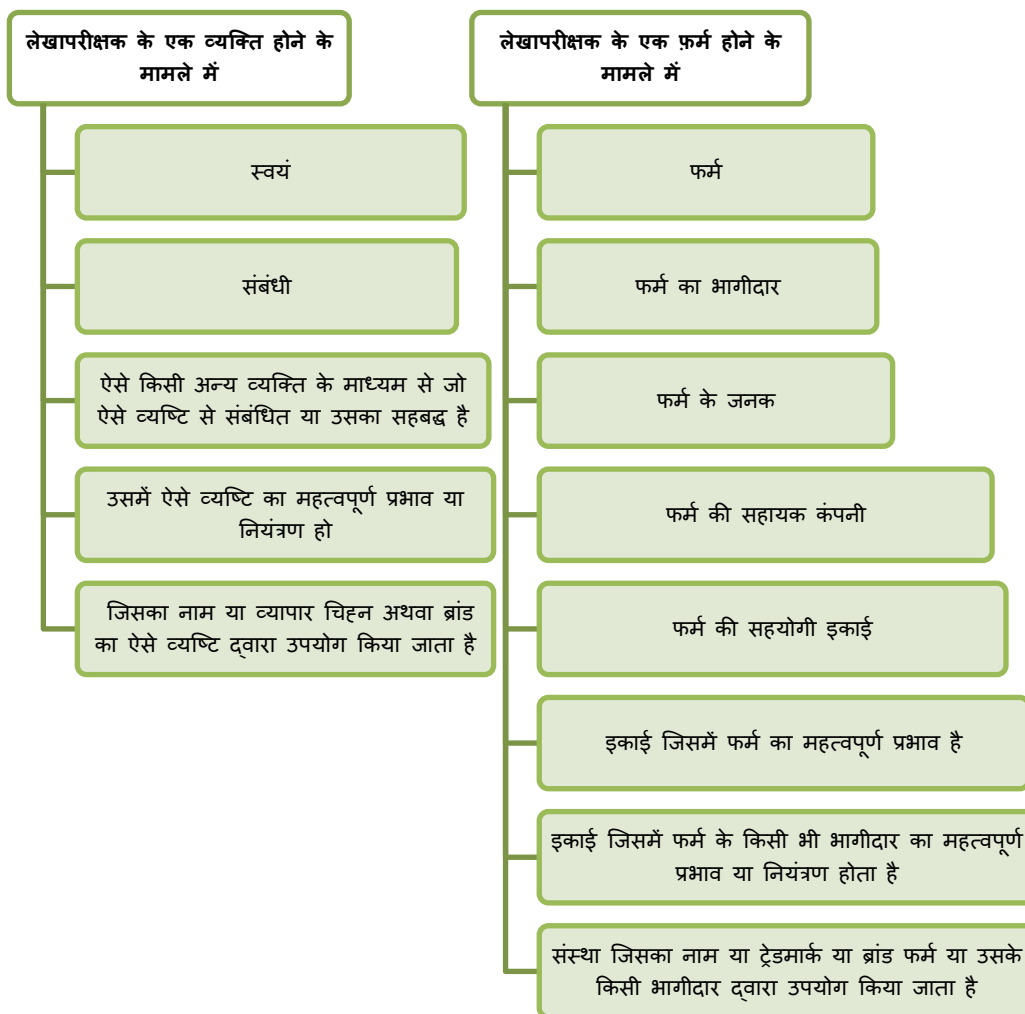 लेखापरीक्षक के एक व्यक्ति होने के
मामले में
स्वयं
संबंधी
ऐसे किसी अन्य व्यक्ति के माध्यम से जो
ऐसे व्यष्टि से संबंधित या उसका सहबद्ध है
उसमें ऐसे व्यष्टि का महत्वपूर्ण प्रभाव या
नियंत्रण हो
जिसका नाम या व्यापार चिह्न अथवा ब्रांड
का ऐसे व्यष्टि द्वारा उपयोग किया जाता है
लेखापरीक्षक के एक फ़र्म होने के
मामले में
फर्म
फर्म का भागीदार
फर्म के जनक
फर्म की सहायक कंपनी
फर्म की सहयोगी इकाई
इकाई जिसमें फर्म का महत्वपूर्ण प्रभाव है
इकाई जिसमें फर्म के किसी भी भागीदार का महत्वपूर्ण
प्रभाव या नियंत्रण होता है
संस्था जिसका नाम या ट्रेडमार्क या ब्रांड फर्म या उसके
किसी भागीदार द्वारा उपयोग किया जाता है